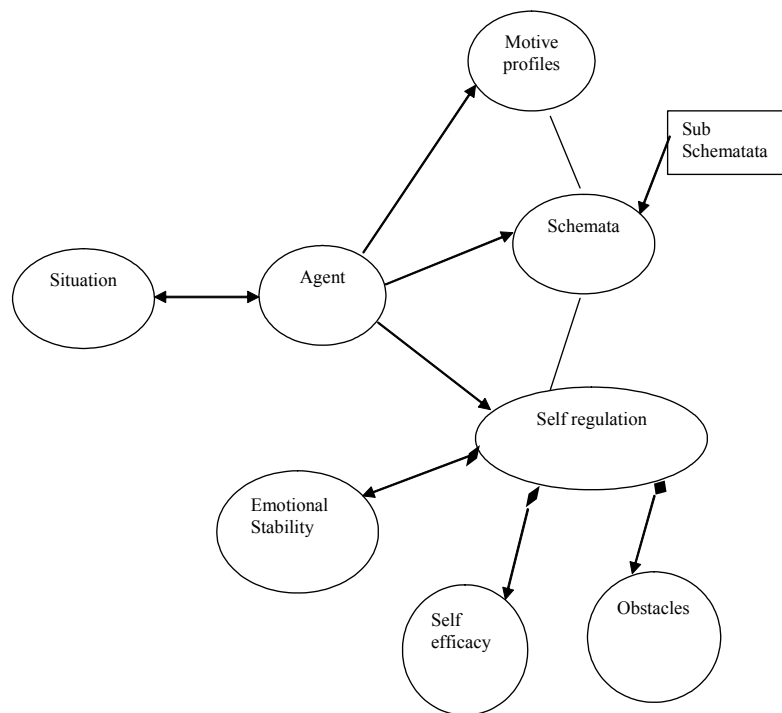 Motive
profiles
Sub
Schematata
Schemata
Situation
Agent
Self regulation
Emotional
Stability
Self
efficacy
Obstacles